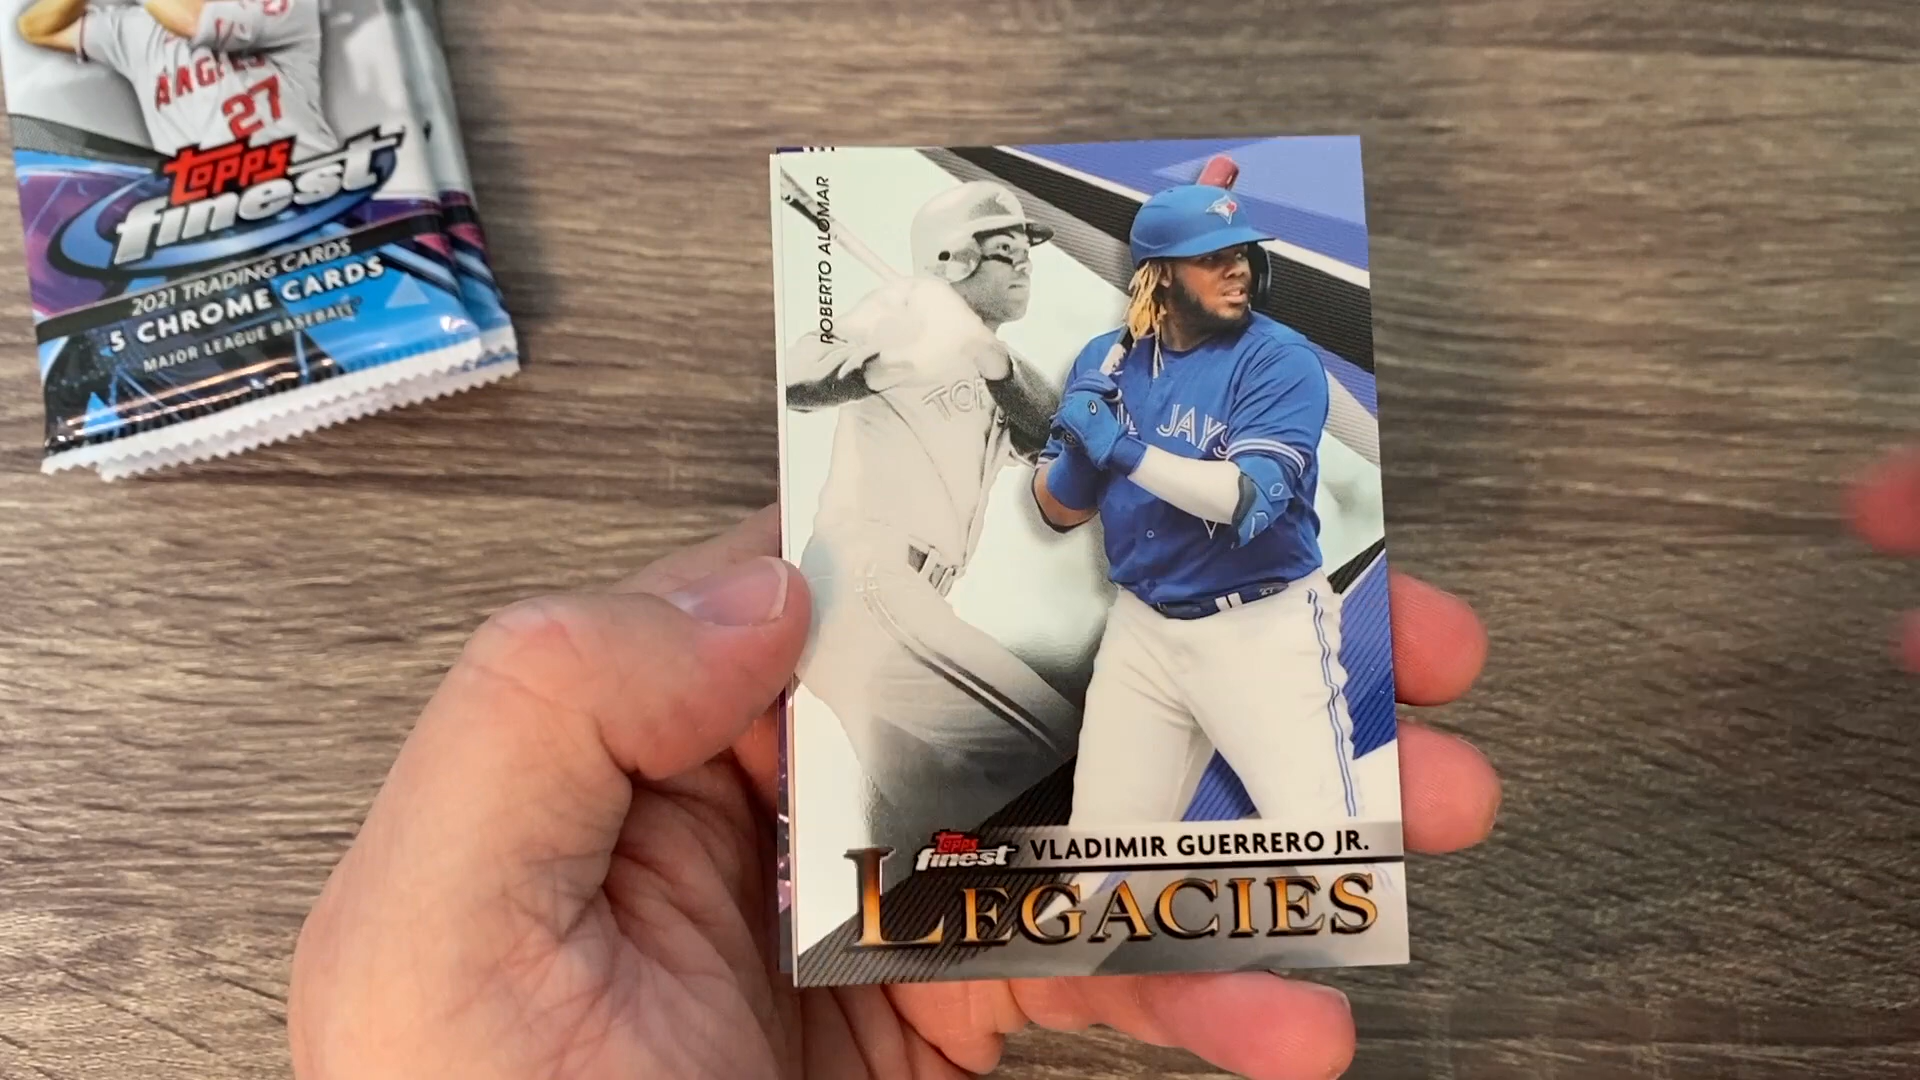 ANGELS
27
TOPPS
finest
2021 TRADING CARDS
5 CHROME CARDS
MAJOR LEAGUE BASEBALL
ROBERTO ALOMAR
TOR
JAYS
27
TOPPS
finest
VLADIMIR GUERRERO JR.
LEGACIES